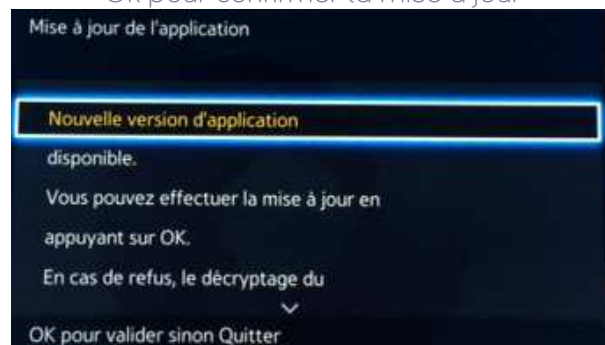 OK pour confirmer la mise à jour
Mise à jour de l'application
Nouvelle version d'application
disponible.
Vous pouvez effectuer la mise à jour en
appuyant sur OK.
En cas de refus, le décryptage du
OK pour valider sinon Quitter